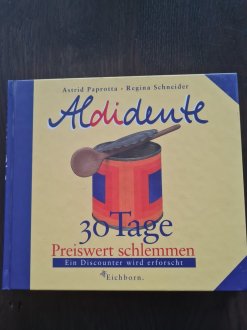 Astrid Paprotta · Regina Schneider
Aldidente
30 Tage
Preiswert schlemmen
Ein Discounter wird erforscht
Eichborn.